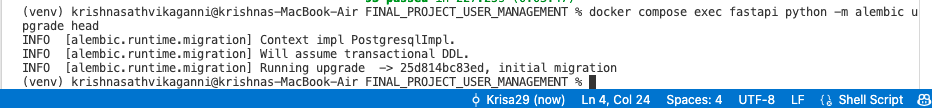 (venv) krishnasathvikaganni@krishnas-MacBook-Air FINAL_PROJECT_USER_MANAGEMENT % docker compose exec fastapi python -m alembic u
pgrade head
INFO  [alembic.runtime.migration] Context impl PostgresqlImpl.
INFO  [alembic.runtime.migration] Will assume transactional DDL.
INFO  [alembic.runtime.migration] Running upgrade  -> 25d814bc83ed, initial migration
(venv) krishnasathvikaganni@krishnas-MacBook-Air FINAL_PROJECT_USER_MANAGEMENT %
Krisa29 (now) Ln 4, Col 24 Spaces: 4 UTF-8 LF Shell Script